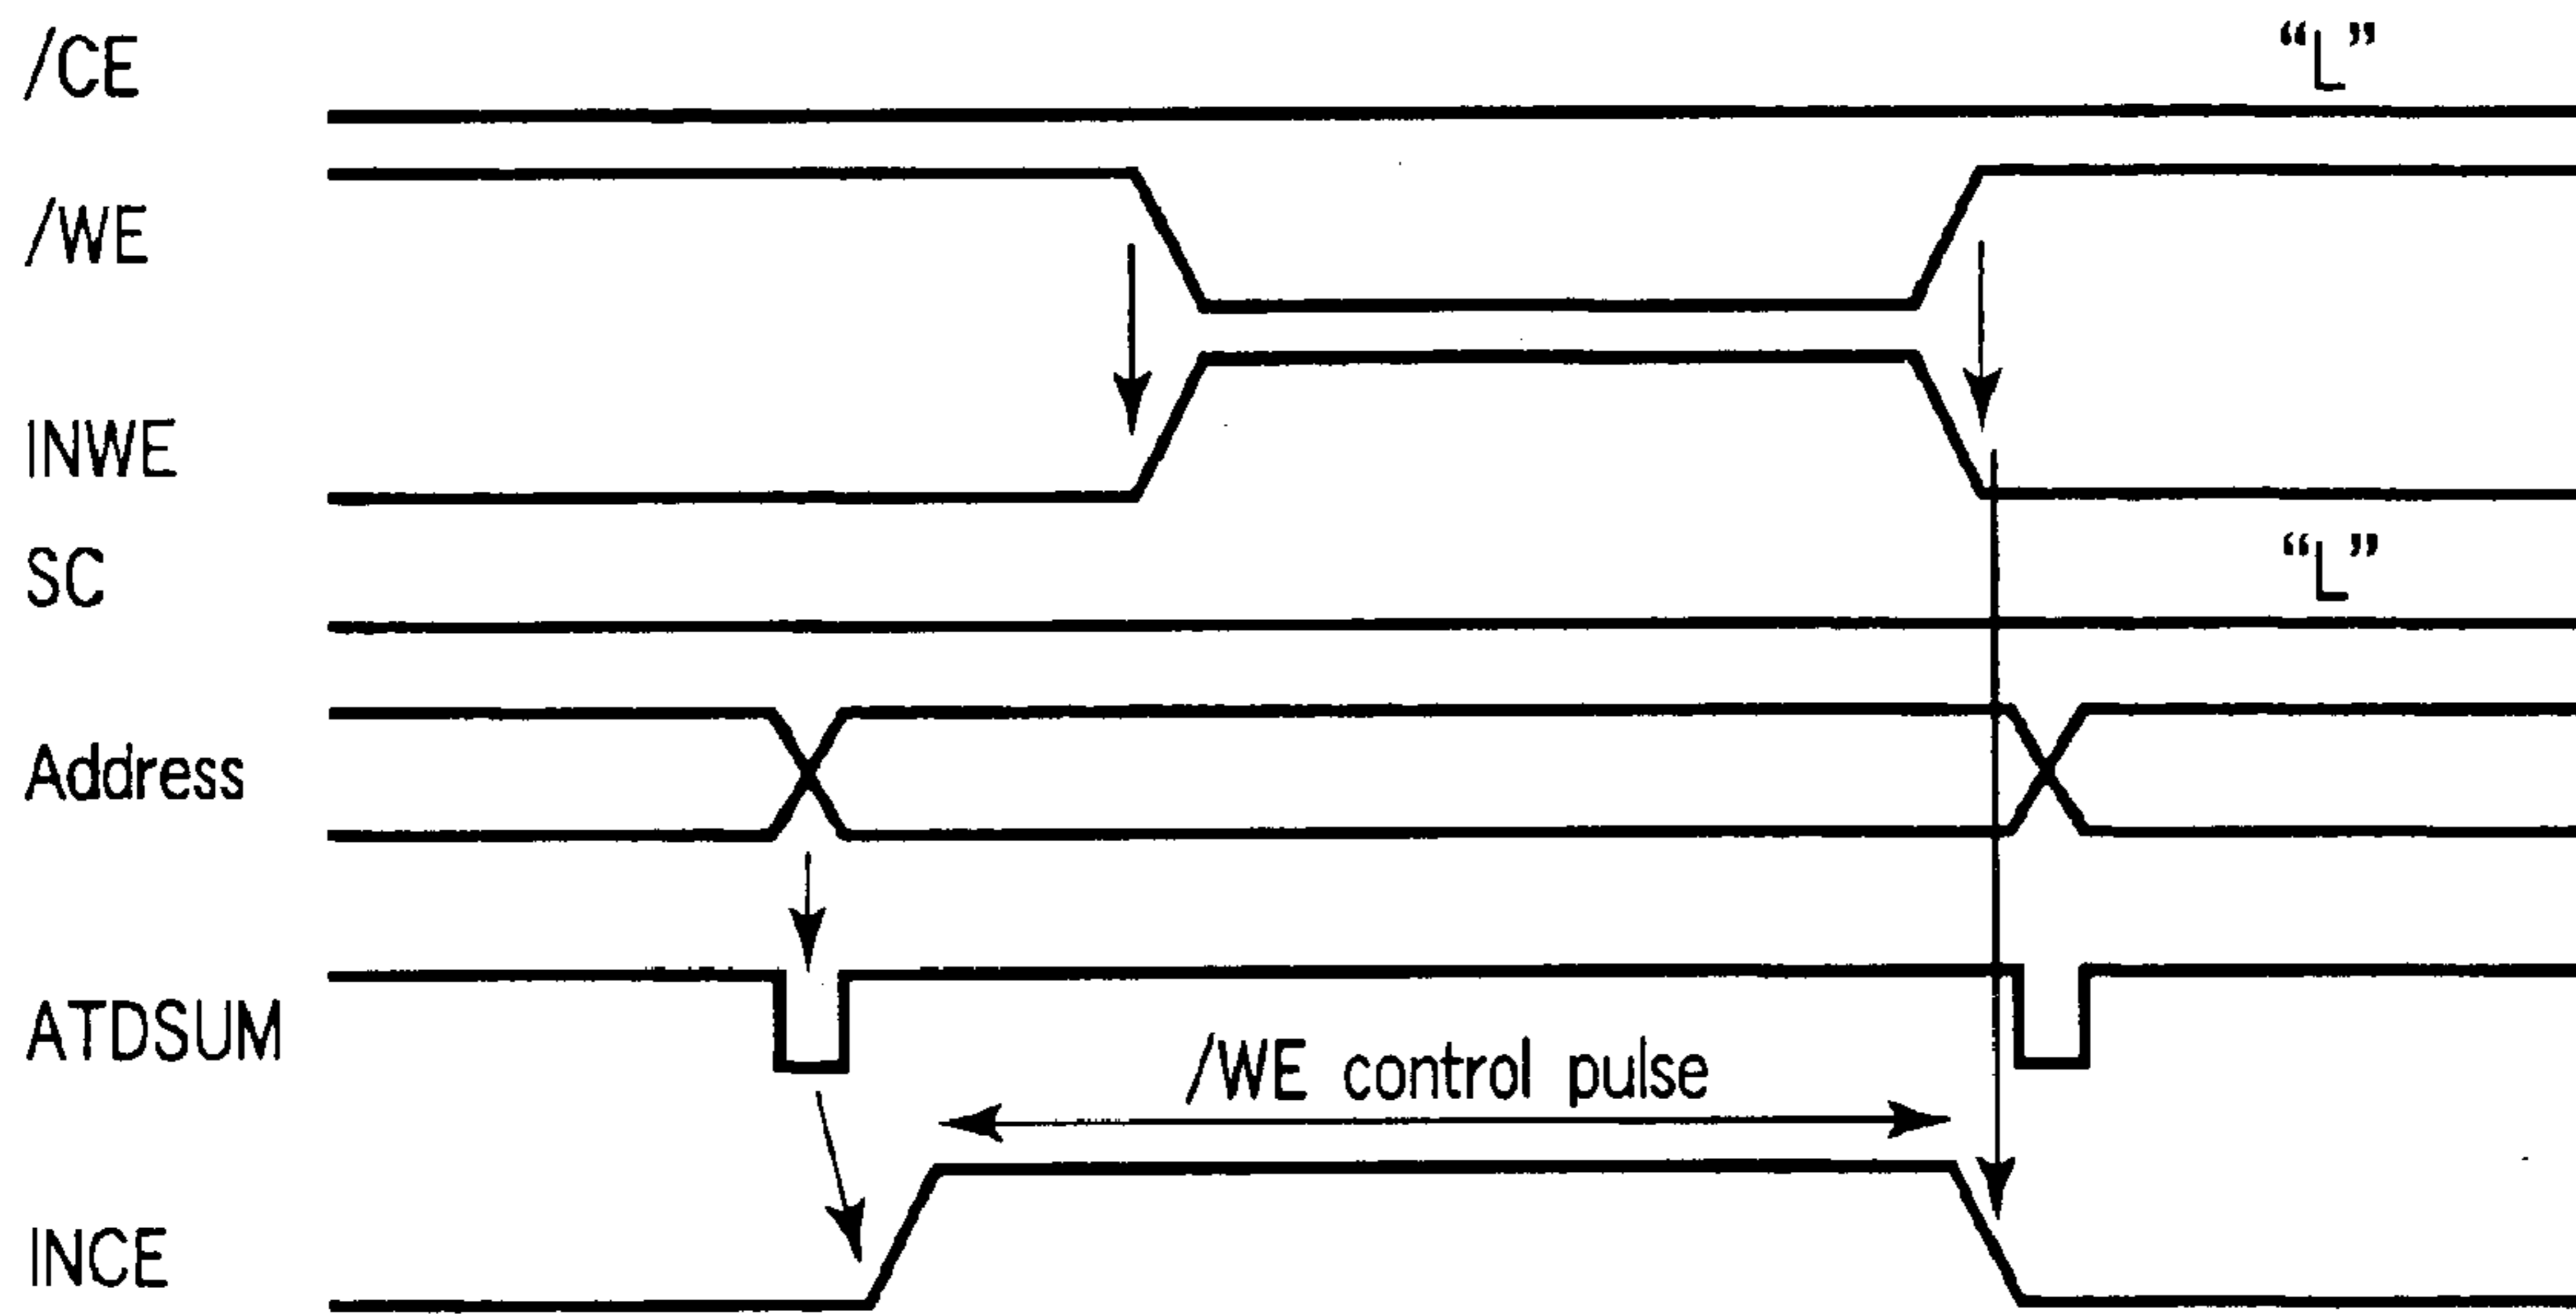 /CE “L”
/WE
INWE
SC “L”
Address
ATDSUM
/WE control pulse
INCE